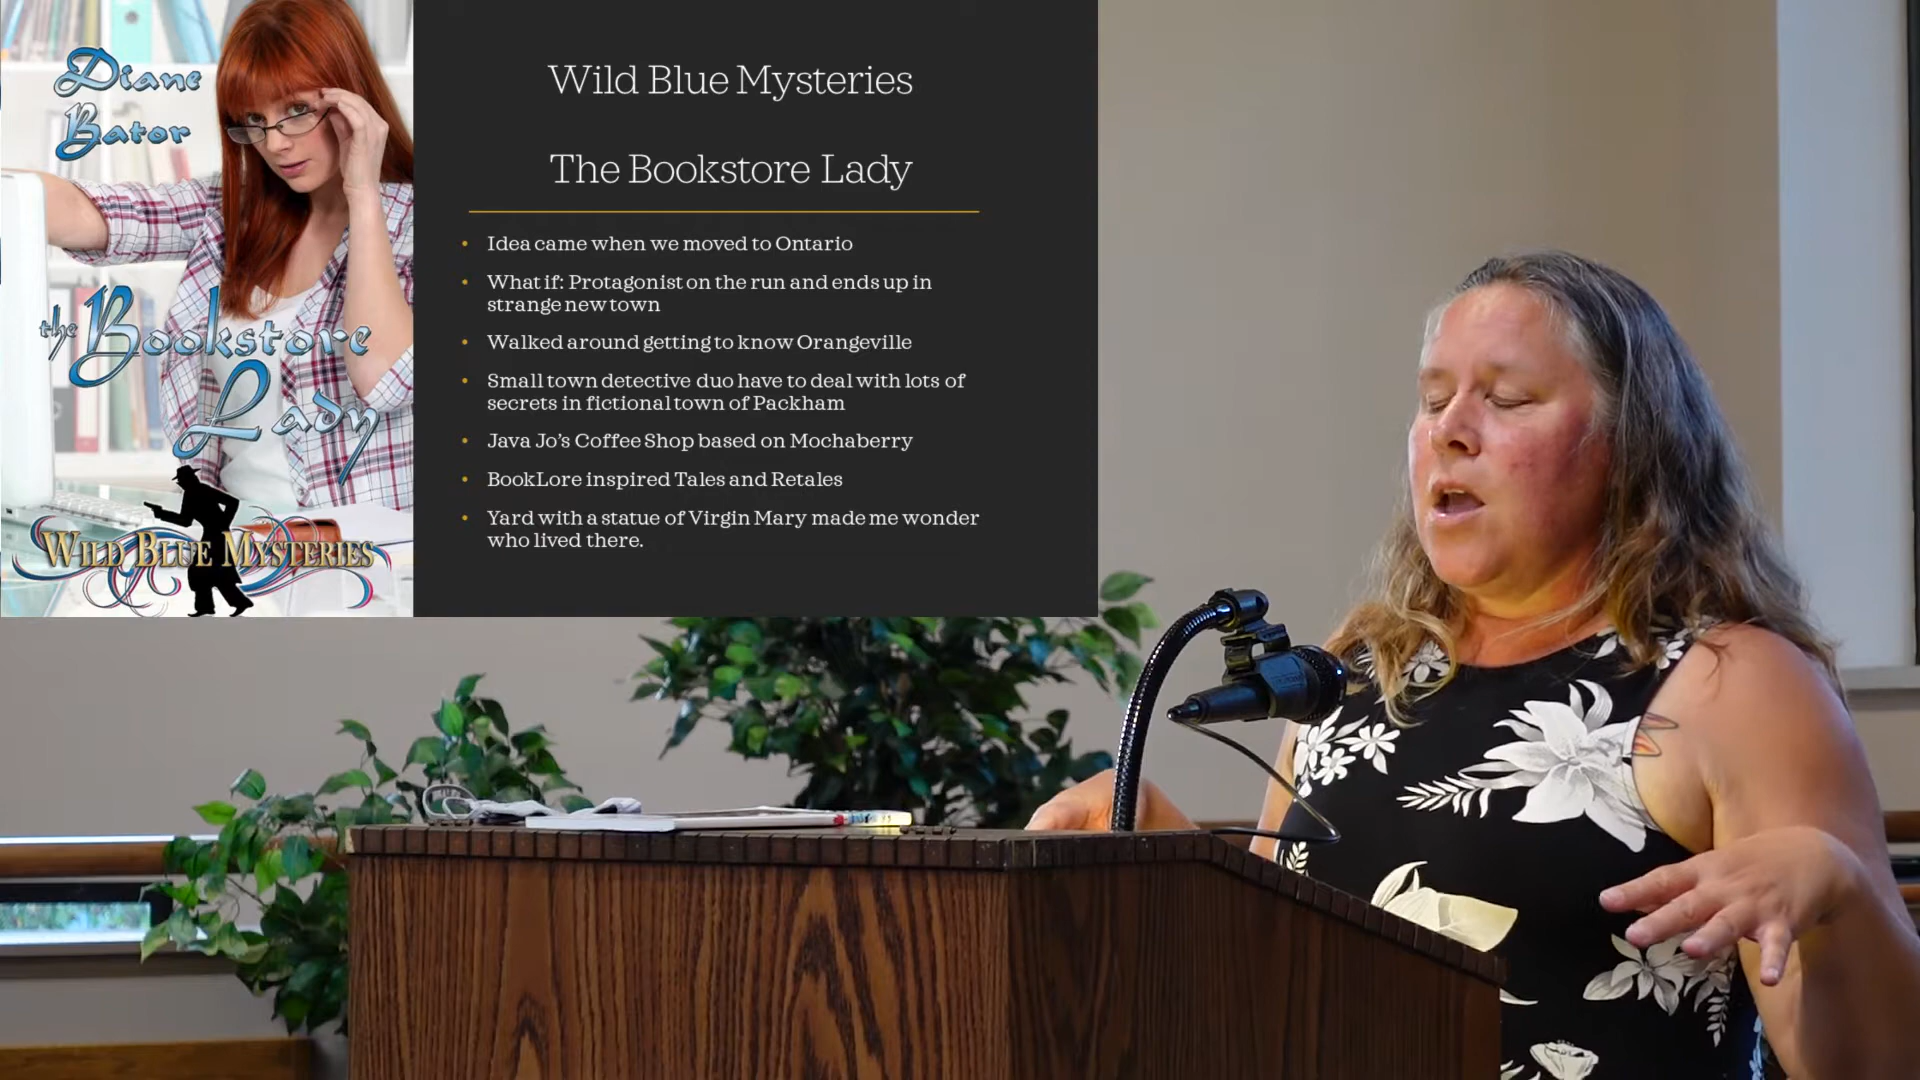 Diane
Bator
the Bookstore
Lady
WILD BLUE MYSTERIES
Wild Blue Mysteries
The Bookstore Lady
• Idea came when we moved to Ontario
• What if: Protagonist on the run and ends up in
strange new town
• Walked around getting to know Orangeville
• Small town detective duo have to deal with lots of
secrets in fictional town of Packham
• Java Jo's Coffee Shop based on Mochaberry
• BookLore inspired Tales and Retales
• Yard with a statue of Virgin Mary made me wonder
who lived there.